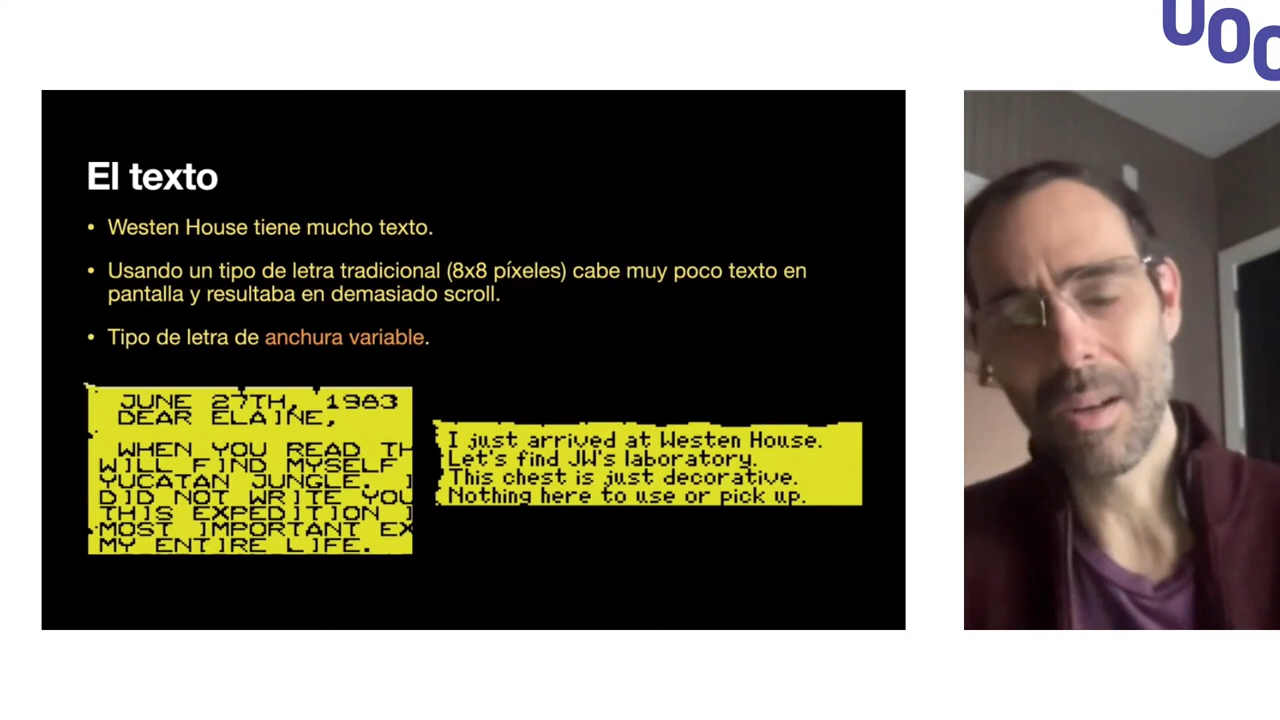 UOC
El texto
• Westen House tiene mucho texto.
• Usando un tipo de letra tradicional (8x8 píxeles) cabe muy poco texto en
pantalla y resultaba en demasiado scroll.
• Tipo de letra de anchura variable.
JUNE 27TH, 1983
DEAR ELAINE,
WHEN YOU READ TH
WILL FIND MYSELF
YUCATAN JUNGLE.
DID NOT WRITE YOU
THIS EXPEDITION
MOST IMPORTANT EX
MY ENTIRE LIFE.
I just arrived at Westen House.
Let's find JW's laboratory.
This chest is just decorative.
Nothing here to use or pick up.